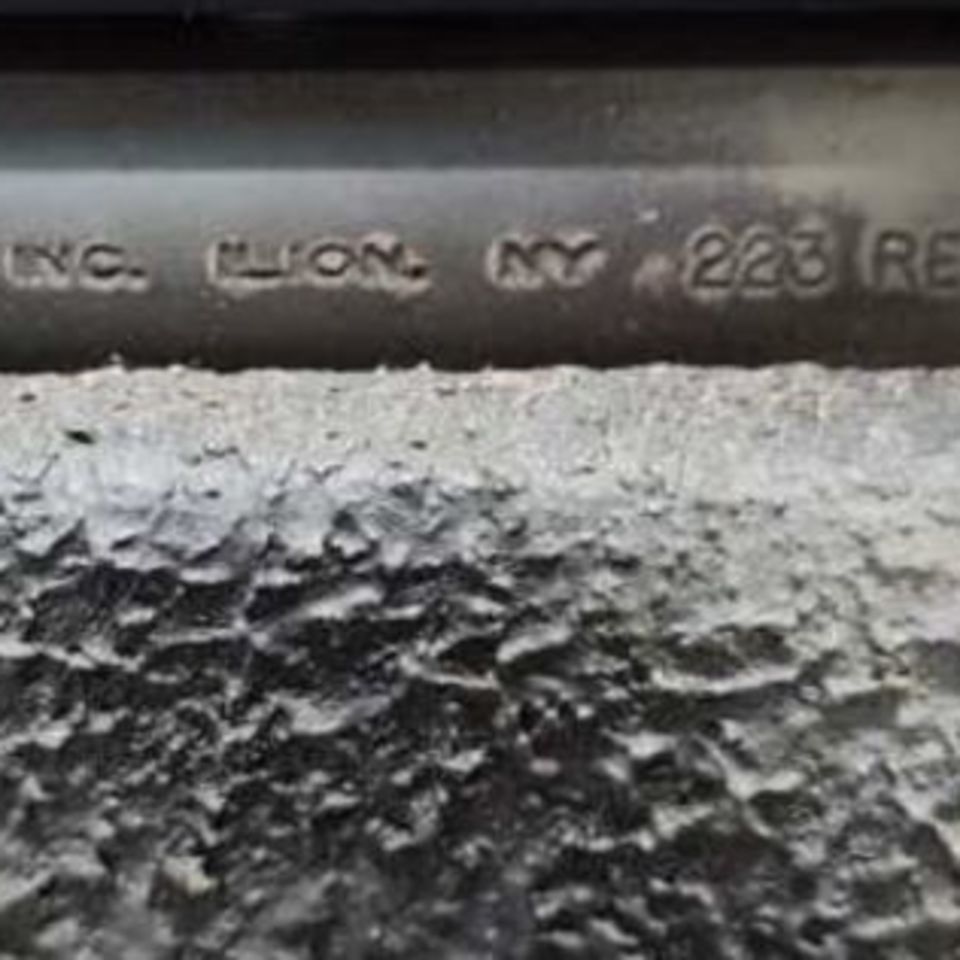 INC. ILION, NY 223 RE